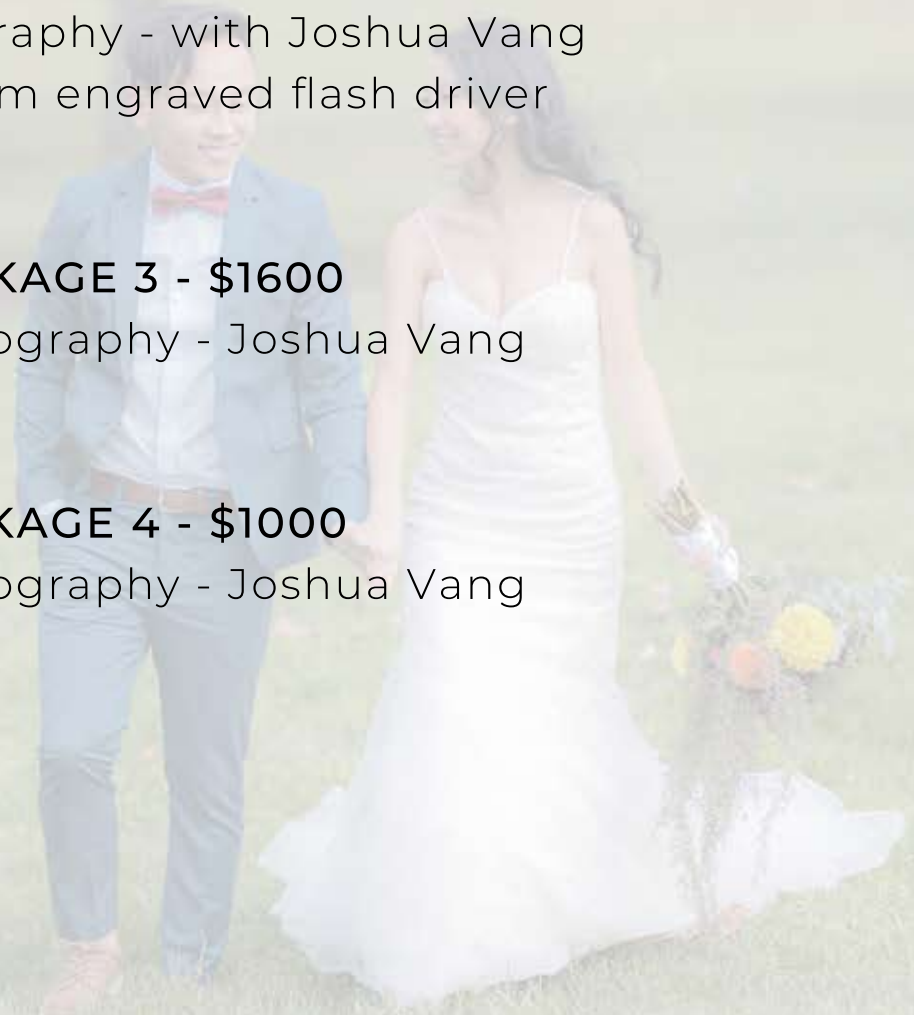 raphy - with Joshua Vang
m engraved flash driver
KAGE 3 - $1600
ography - Joshua Vang
KAGE 4 - $1000
ography - Joshua Vang